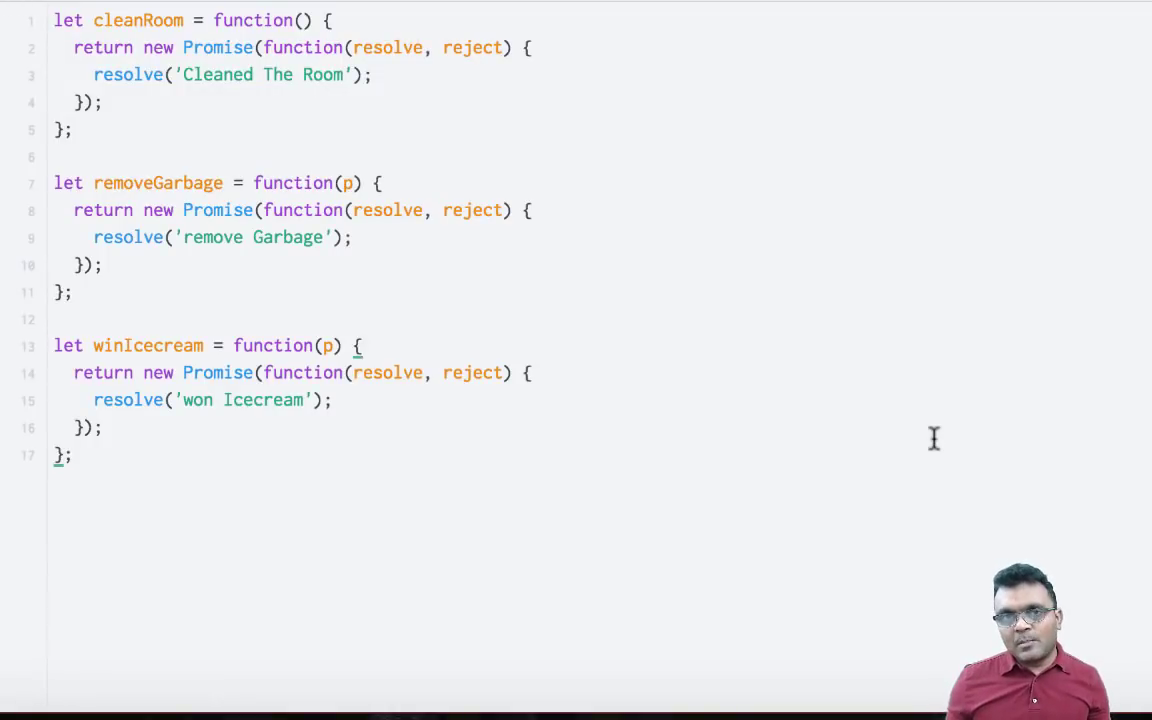 1 let cleanRoom = function() {
2 return new Promise(function(resolve, reject) {
3 resolve('Cleaned The Room');
4 });
5 };
6
7 let removeGarbage = function(p) {
8 return new Promise(function(resolve, reject) {
9 resolve('remove Garbage');
10 });
11 };
12
13 let winIcecream = function(p) {
14 return new Promise(function(resolve, reject) {
15 resolve('won Icecream');
16 });
17 };